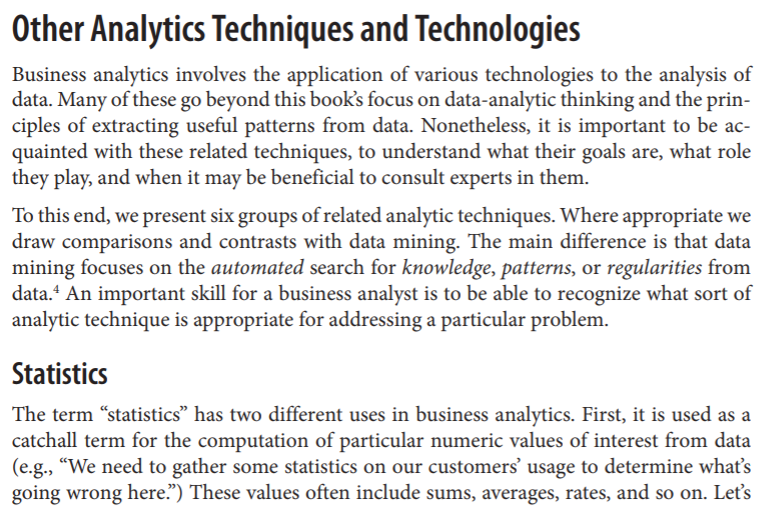 Other Analytics Techniques and Technologies
Business analytics involves the application of various technologies to the analysis of
data. Many of these go beyond this book’s focus on data-analytic thinking and the prin-
ciples of extracting useful patterns from data. Nonetheless, it is important to be ac-
quainted with these related techniques, to understand what their goals are, what role
they play, and when it may be beneficial to consult experts in them.
To this end, we present six groups of related analytic techniques. Where appropriate we
draw comparisons and contrasts with data mining. The main difference is that data
mining focuses on the automated search for knowledge, patterns, or regularities from
data.⁴ An important skill for a business analyst is to be able to recognize what sort of
analytic technique is appropriate for addressing a particular problem.
Statistics
The term “statistics” has two different uses in business analytics. First, it is used as a
catchall term for the computation of particular numeric values of interest from data
(e.g., “We need to gather some statistics on our customers’ usage to determine what’s
going wrong here.”) These values often include sums, averages, rates, and so on. Let’s